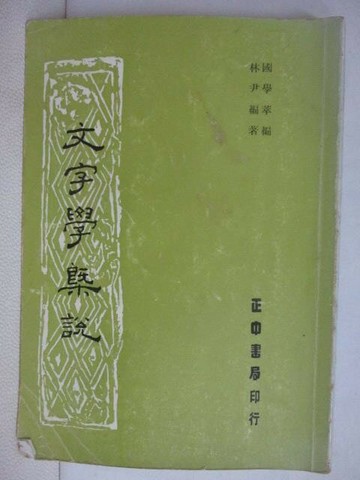 國學萃編
林尹編著
文字學槩說
正中書局印行